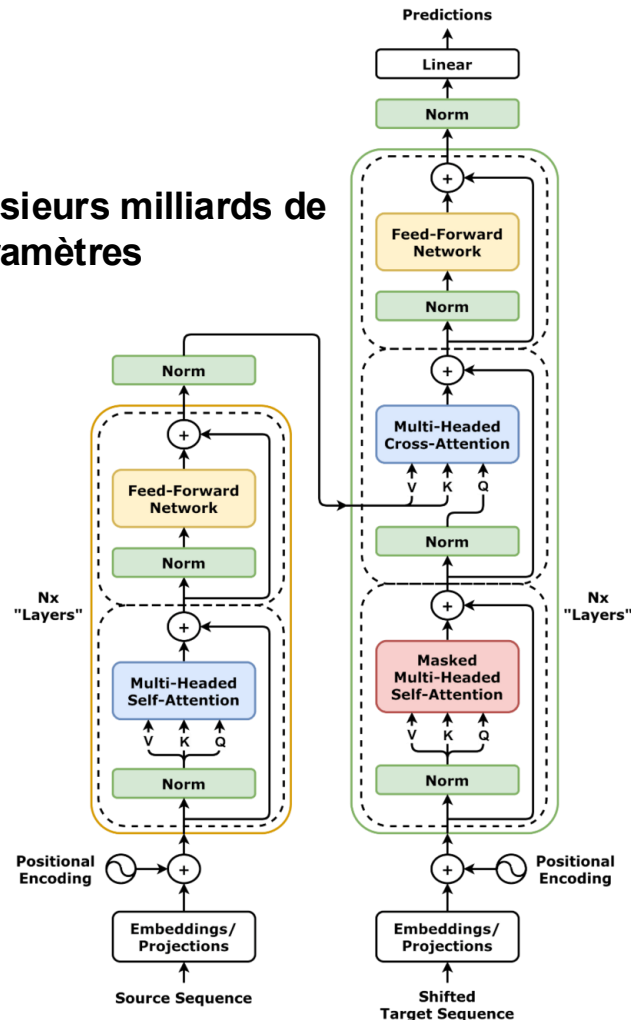 Predictions
Linear
Norm
sieurs milliards de
ramètres
Feed-Forward
Network
Norm
Norm
Multi-Headed
Cross-Attention
V K Q
Feed-Forward
Network
Norm
Norm
Nx
"Layers"
Nx
"Layers"
Multi-Headed
Self-Attention
V K Q
Norm
Masked
Multi-Headed
Self-Attention
V K Q
Norm
Positional
Encoding
Positional
Encoding
Embeddings/
Projections
Embeddings/
Projections
Source Sequence
Shifted
Target Sequence